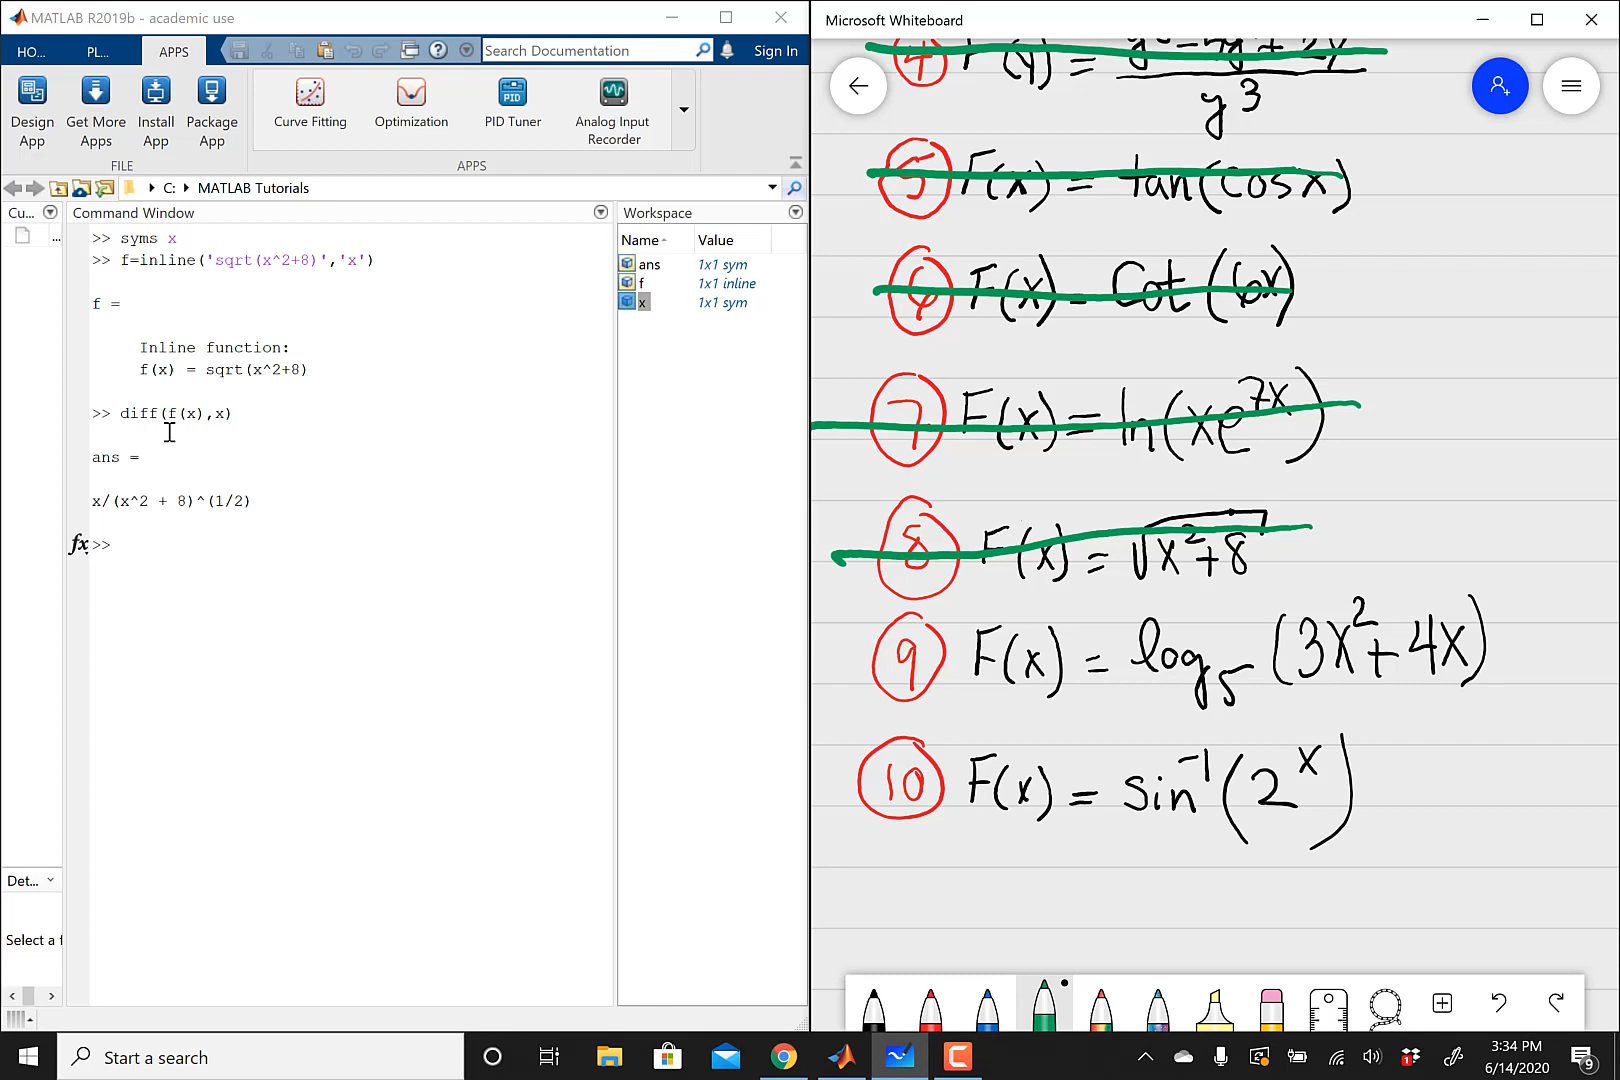 MATLAB R2019b - academic use
HO...
PL...
APPS
Search Documentation
Sign In
Design App
Get More Apps
Install App
Package App
Curve Fitting
Optimization
PID Tuner
Analog Input Recorder
FILE
APPS
C:
MATLAB Tutorials
Cu...
Command Window
Workspace
...
>> syms x
>> f=inline('sqrt(x^2+8)','x')
f =
Inline function:
f(x) = sqrt(x^2+8)
>> diff(f(x),x)
ans =
x/(x^2 + 8)^(1/2)
fx >>
Name Value
ans 1x1 sym
f 1x1 inline
x 1x1 sym
Det...
Select a f
Microsoft Whiteboard
5 F(x) = tan(cosx)
6 F(x) = Cot(6x)
7 F(x) = ln(xe^7x)
8 F(x) = √x²+8
9 F(x) = log₅(3x²+4x)
10 F(x) = sin⁻¹(2^x)
Start a search
3:34 PM
6/14/2020
1
9